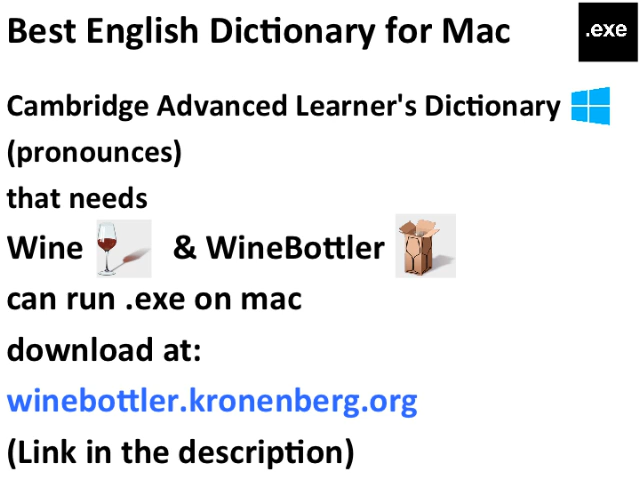 Best English Dictionary for Mac
.exe
Cambridge Advanced Learner's Dictionary
(pronounces)
that needs
Wine & WineBottler
can run .exe on mac
download at:
winebottler.kronenberg.org
(Link in the description)